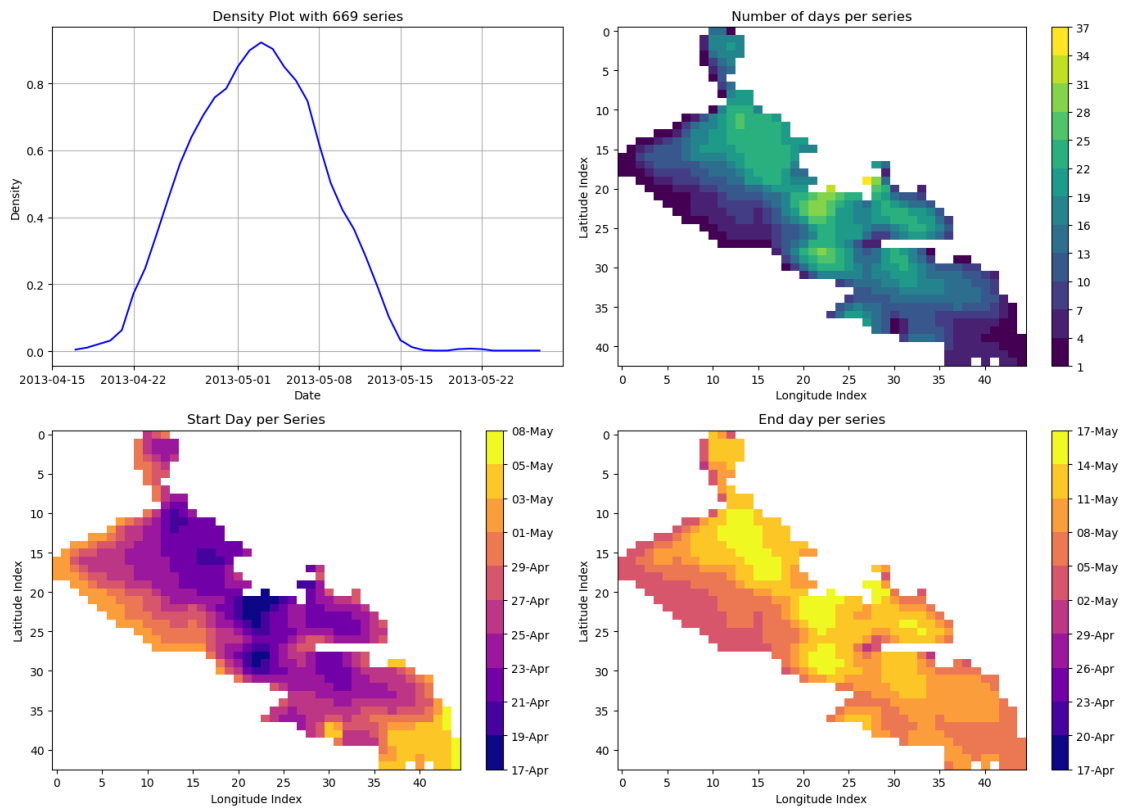 Density Plot with 669 series
Density
0.8
0.6
0.4
0.2
0.0
2013-04-15 2013-04-22 2013-05-01 2013-05-08 2013-05-15 2013-05-22
Date
Number of days per series
Latitude Index
0
5
10
15
20
25
30
35
40
0 5 10 15 20 25 30 35 40
Longitude Index
37
34
31
28
25
22
19
16
13
10
7
4
1
Start Day per Series
Latitude Index
0
5
10
15
20
25
30
35
40
0 5 10 15 20 25 30 35 40
Longitude Index
08-May
05-May
03-May
01-May
29-Apr
27-Apr
25-Apr
23-Apr
21-Apr
19-Apr
17-Apr
End day per series
Latitude Index
0
5
10
15
20
25
30
35
40
0 5 10 15 20 25 30 35 40
Longitude Index
17-May
14-May
11-May
08-May
05-May
02-May
29-Apr
26-Apr
23-Apr
20-Apr
17-Apr